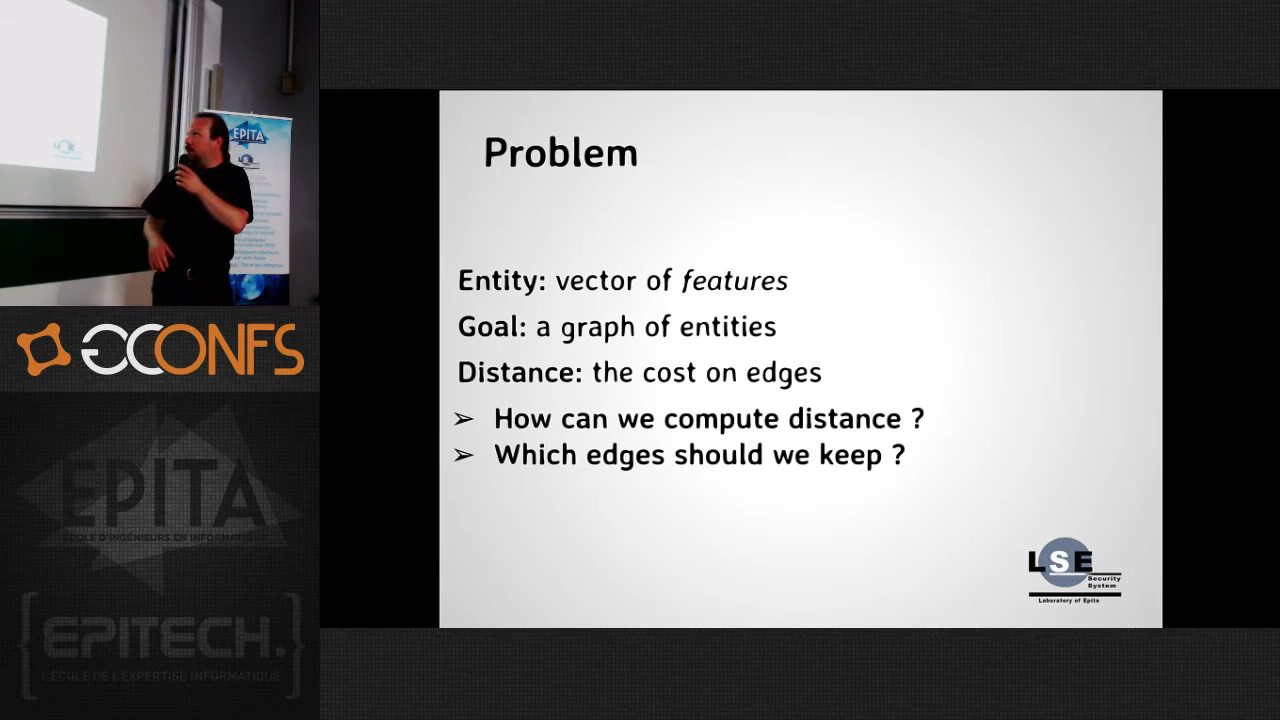 EPITA
GCONFS
EPITA
ÉCOLE D'INGÉNIEURS EN INFORMATIQUE
EPITECH.
L'ECOLE DE L'EXPERTISE INFORMATIQUE
Problem
Entity: vector of features
Goal: a graph of entities
Distance: the cost on edges
➢ How can we compute distance ?
➢ Which edges should we keep ?
LSE
Security
System
Laboratory of Epita